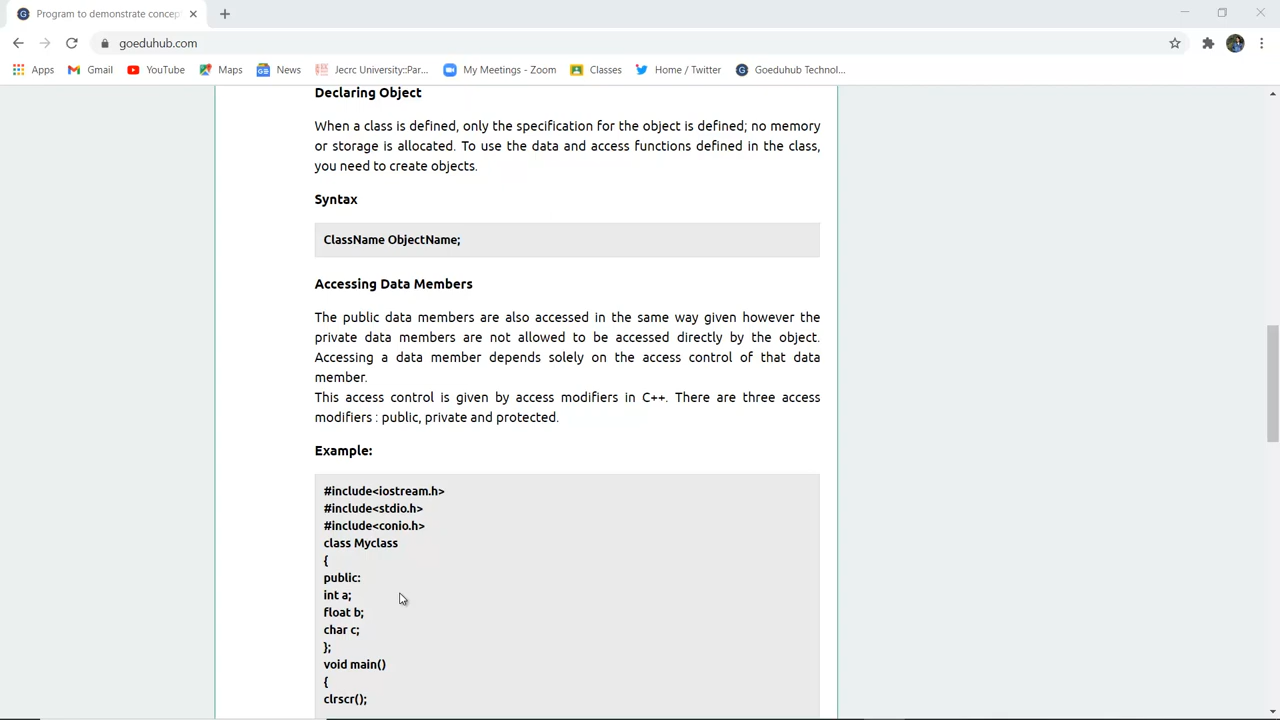 Program to demonstrate concep
goeduhub.com
Apps Gmail YouTube Maps News Jecrc University::Par... My Meetings - Zoom Classes Home / Twitter Goeduhub Technol...
Declaring Object
When a class is defined, only the specification for the object is defined; no memory
or storage is allocated. To use the data and access functions defined in the class,
you need to create objects.
Syntax
ClassName ObjectName;
Accessing Data Members
The public data members are also accessed in the same way given however the
private data members are not allowed to be accessed directly by the object.
Accessing a data member depends solely on the access control of that data
member.
This access control is given by access modifiers in C++. There are three access
modifiers : public, private and protected.
Example:
#include<iostream.h>
#include<stdio.h>
#include<conio.h>
class Myclass
{
public:
int a;
float b;
char c;
};
void main()
{
clrscr();